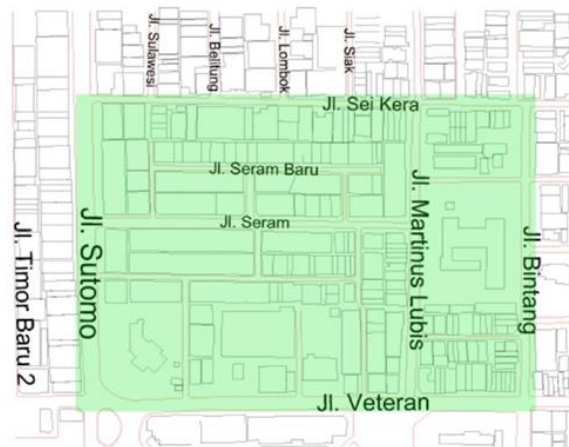 Jl. Sulawesi
Jl. Belitung
Jl. Lombok
Jl. Siak
Jl. Sei Kera
Jl. Seram Baru
Jl. Seram
Jl. Timor Baru 2
Jl. Sutomo
Jl. Martinus Lubis
Jl. Bintang
Jl. Veteran